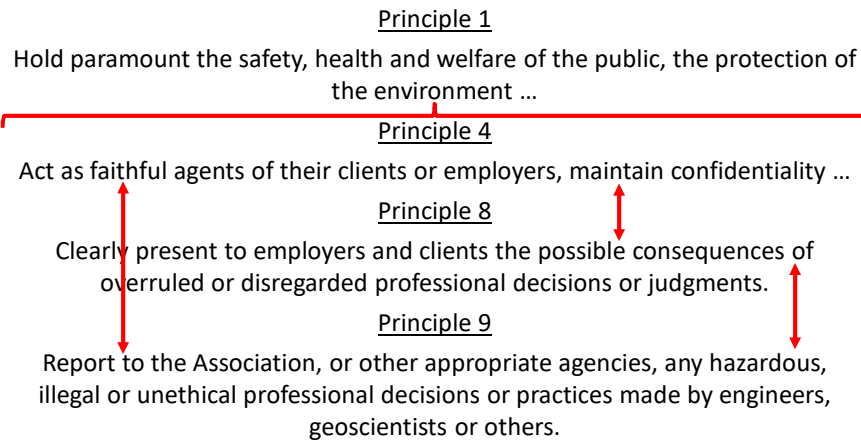 Principle 1
Hold paramount the safety, health and welfare of the public, the protection of
the environment …
Principle 4
Act as faithful agents of their clients or employers, maintain confidentiality …
Principle 8
Clearly present to employers and clients the possible consequences of
overruled or disregarded professional decisions or judgments.
Principle 9
Report to the Association, or other appropriate agencies, any hazardous,
illegal or unethical professional decisions or practices made by engineers,
geoscientists or others.